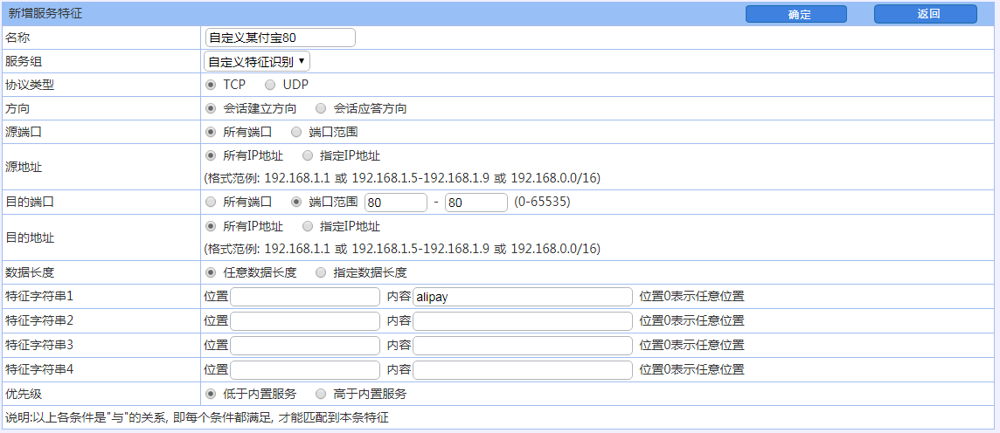 新增服务特征 确定 返回
名称 自定义某付宝80
服务组 自定义特征识别
协议类型 TCP UDP
方向 会话建立方向 会话应答方向
源端口 所有端口 端口范围
源地址 所有IP地址 指定IP地址
(格式范例: 192.168.1.1 或 192.168.1.5-192.168.1.9 或 192.168.0.0/16)
目的端口 所有端口 端口范围 80 - 80 (0-65535)
目的地址 所有IP地址 指定IP地址
(格式范例: 192.168.1.1 或 192.168.1.5-192.168.1.9 或 192.168.0.0/16)
数据长度 任意数据长度 指定数据长度
特征字符串1 位置 内容 alipay 位置0表示任意位置
特征字符串2 位置 内容 位置0表示任意位置
特征字符串3 位置 内容 位置0表示任意位置
特征字符串4 位置 内容 位置0表示任意位置
优先级 低于内置服务 高于内置服务
说明:以上各条件是"与"的关系, 即每个条件都满足, 才能匹配到本条特征